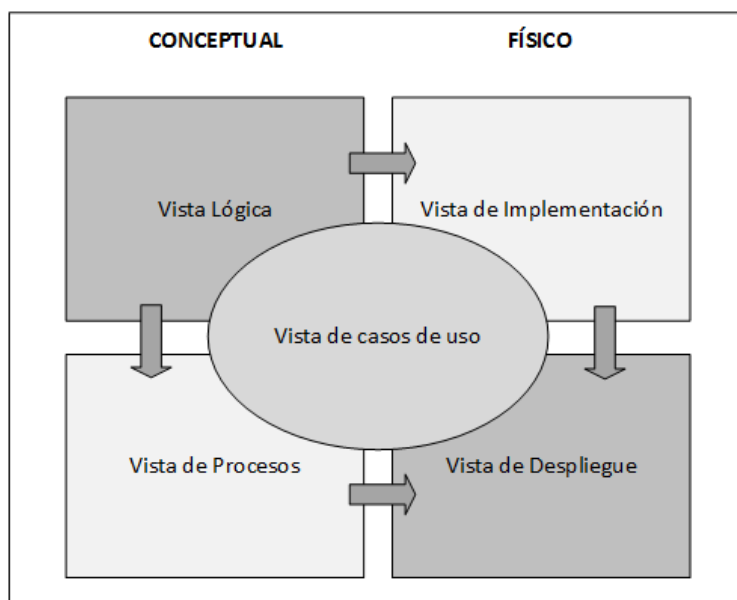 CONCEPTUAL
FÍSICO
Vista Lógica
Vista de Implementación
Vista de casos de uso
Vista de Procesos
Vista de Despliegue